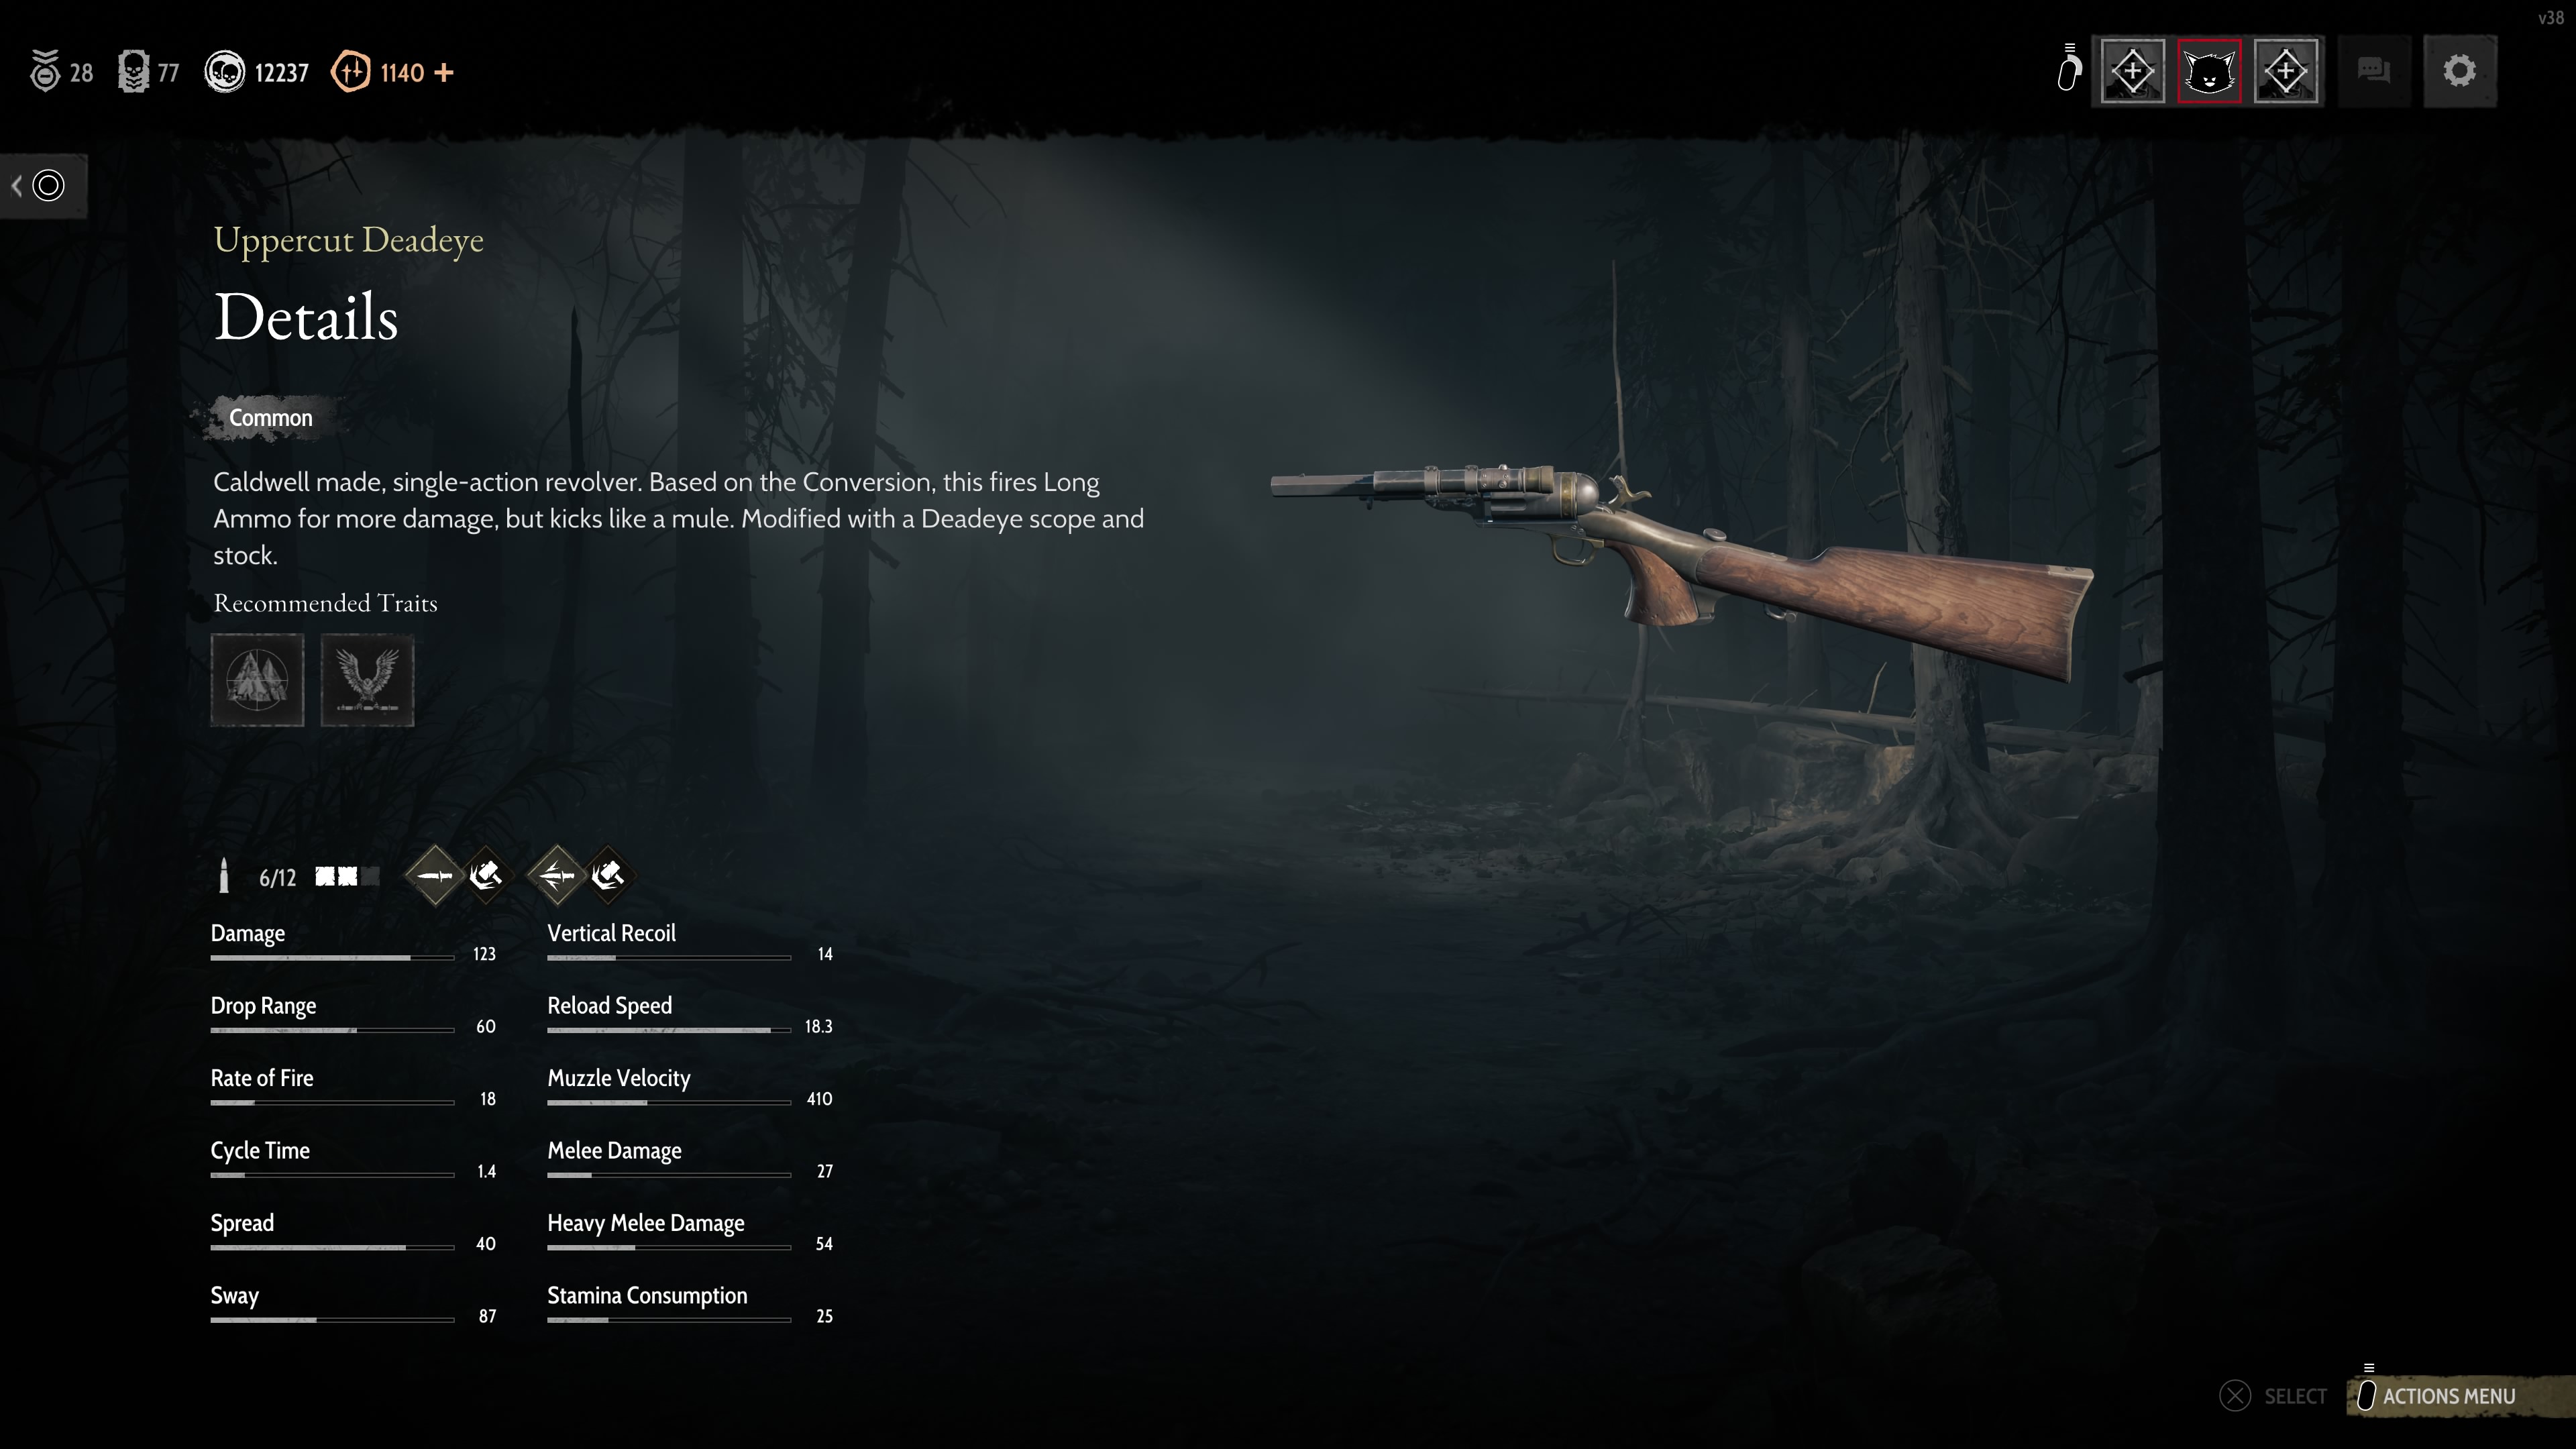 v38
28 77 12237 1140 +
Uppercut Deadeye
Details
Common
Caldwell made, single-action revolver. Based on the Conversion, this fires Long
Ammo for more damage, but kicks like a mule. Modified with a Deadeye scope and
stock.
Recommended Traits
6/12
Damage 123
Drop Range 60
Rate of Fire 18
Cycle Time 1.4
Spread 40
Sway 87
Vertical Recoil 14
Reload Speed 18.3
Muzzle Velocity 410
Melee Damage 27
Heavy Melee Damage 54
Stamina Consumption 25
SELECT
ACTIONS MENU